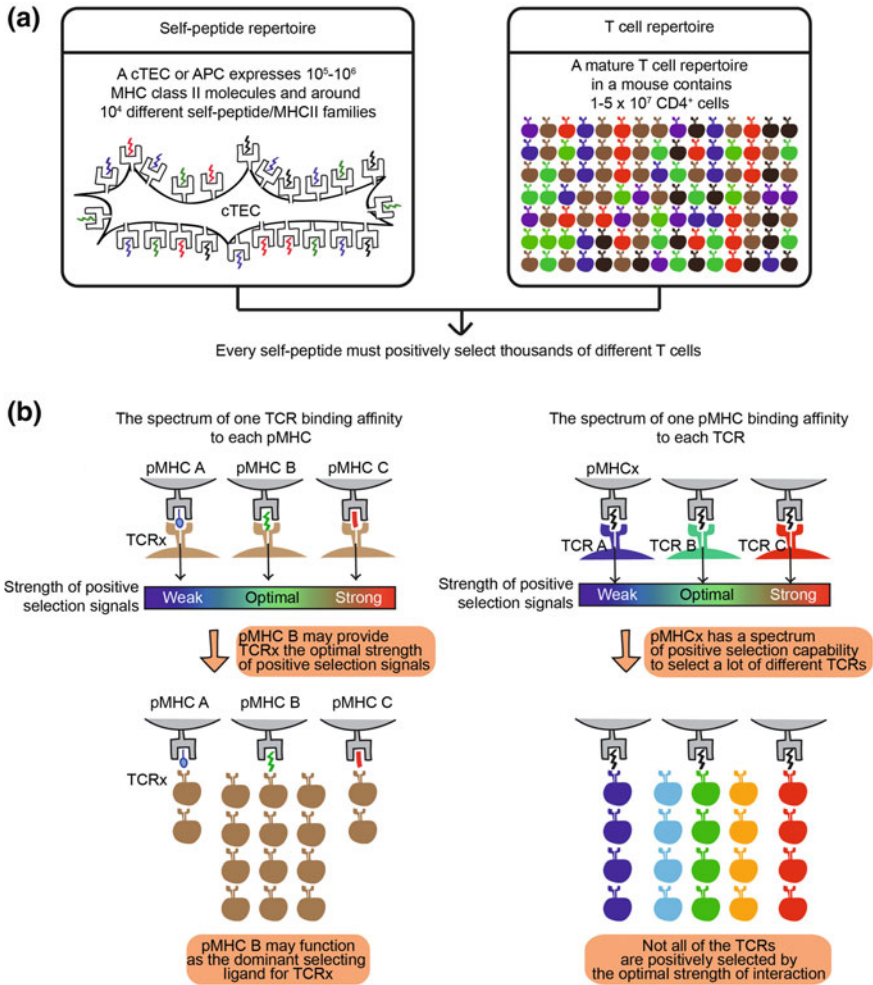 (a)
Self-peptide repertoire
A cTEC or APC expresses 10⁵-10⁶
MHC class II molecules and around
10⁴ different self-peptide/MHCII families
cTEC
T cell repertoire
A mature T cell repertoire
in a mouse contains
1-5 x 10⁷ CD4⁺ cells
Every self-peptide must positively select thousands of different T cells
(b)
The spectrum of one TCR binding affinity
to each pMHC
pMHC A
pMHC B
pMHC C
TCRx
Strength of positive
selection signals
Weak
Optimal
Strong
pMHC B may provide
TCRx the optimal strength
of positive selection signals
pMHC A
pMHC B
pMHC C
TCRx
pMHC B may function
as the dominant selecting
ligand for TCRx
The spectrum of one pMHC binding affinity
to each TCR
pMHCx
TCR A
TCR B
TCR C
Strength of positive
selection signals
Weak
Optimal
Strong
pMHCx has a spectrum
of positive selection capability
to select a lot of different TCRs
Not all of the TCRs
are positively selected by
the optimal strength of interaction